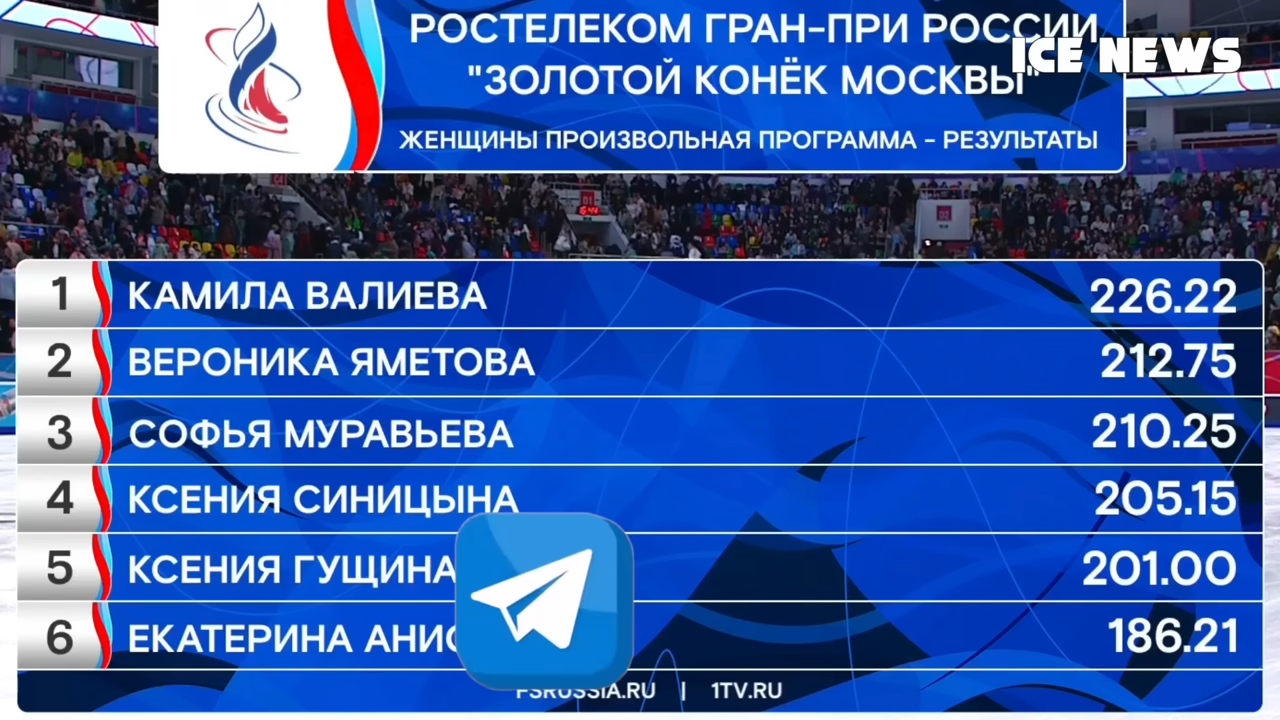 РОСТЕЛЕКОМ ГРАН-ПРИ РОССИИ
ICE NEWS
"ЗОЛОТОЙ КОНЁК МОСКВЫ"
ЖЕНЩИНЫ ПРОИЗВОЛЬНАЯ ПРОГРАММА - РЕЗУЛЬТАТЫ
1 КАМИЛА ВАЛИЕВА 226.22
2 ВЕРОНИКА ЯМЕТОВА 212.75
3 СОФЬЯ МУРАВЬЕВА 210.25
4 КСЕНИЯ СИНИЦЫНА 205.15
5 КСЕНИЯ ГУЩИНА 201.00
6 ЕКАТЕРИНА 186.21
FSRUSSIA.RU | 1TV.RU